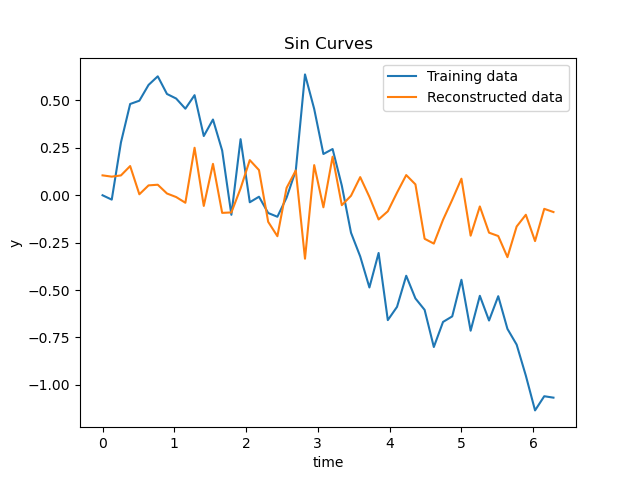 Sin Curves
Training data
Reconstructed data
0.50
0.25
0.00
−0.25
−0.50
−0.75
−1.00
y
0 1 2 3 4 5 6
time